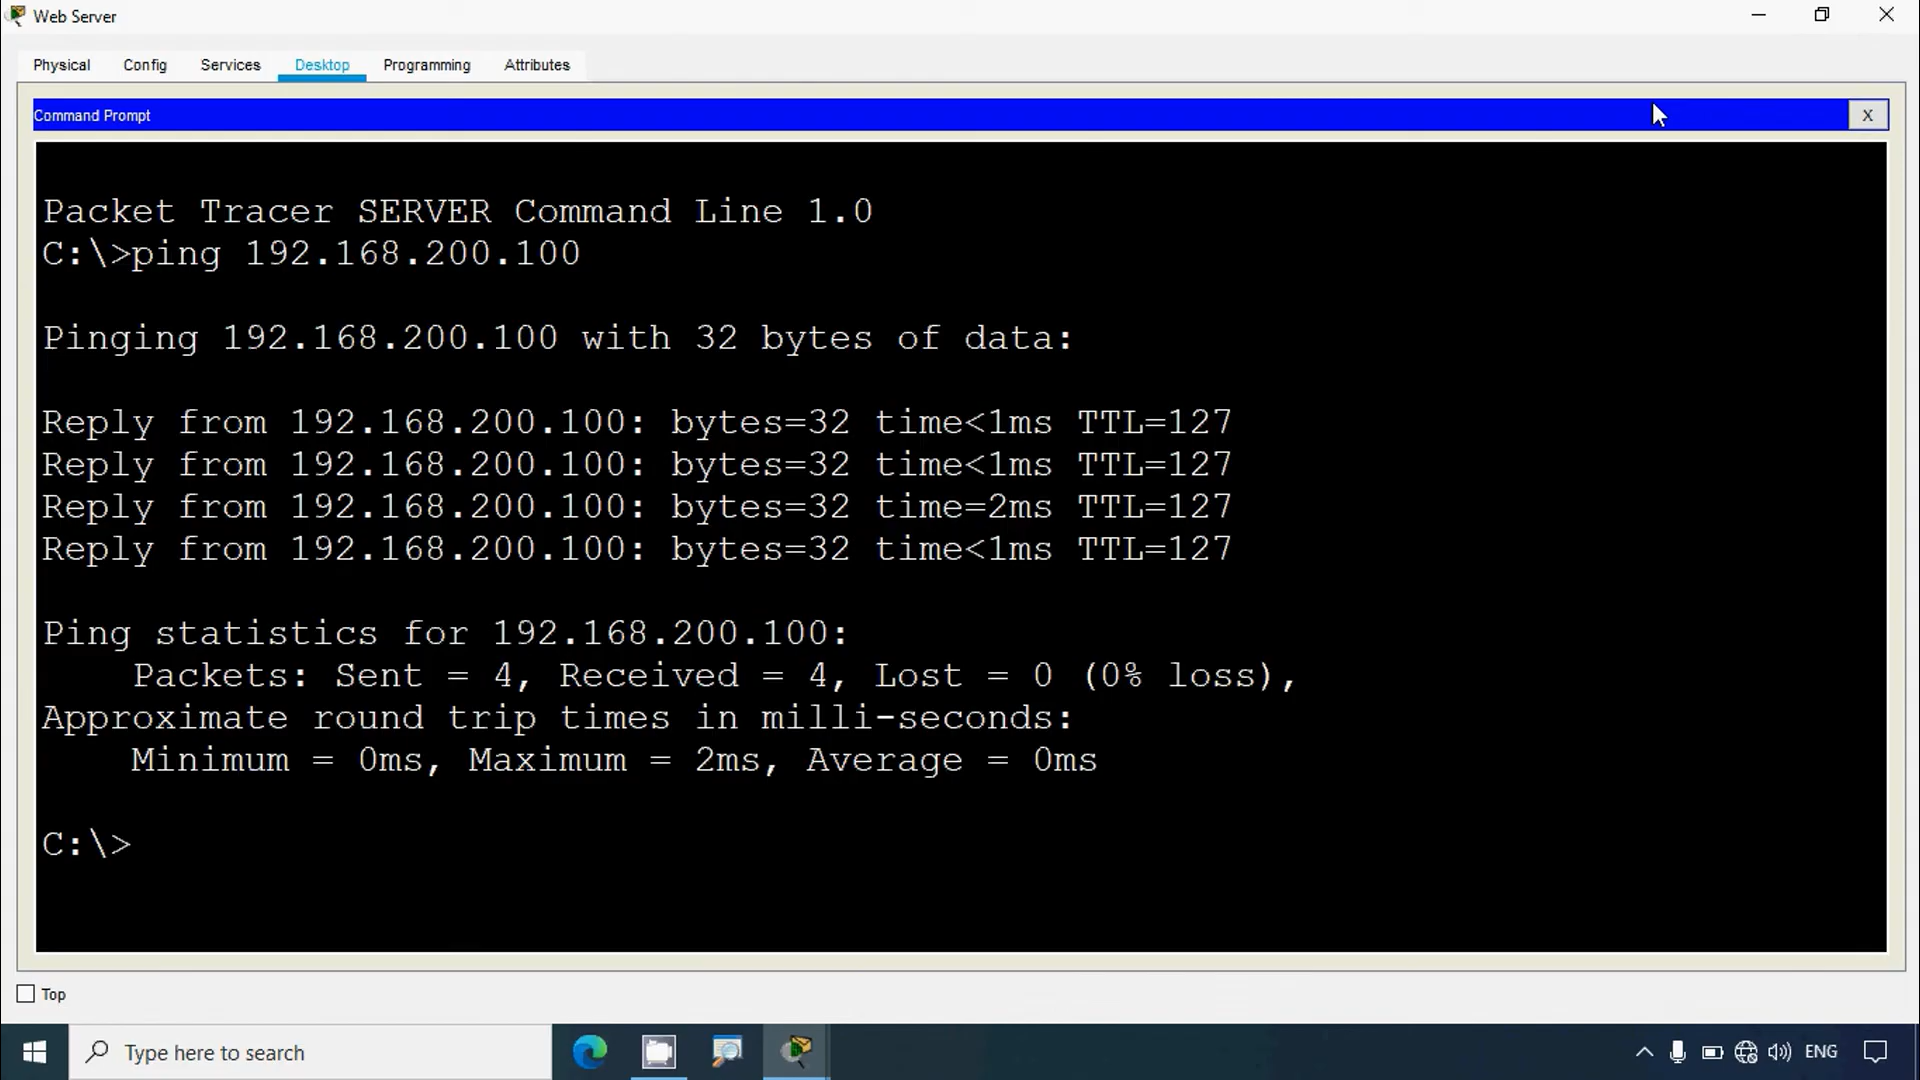 Web Server
Physical Config Services Desktop Programming Attributes
Command Prompt
X
Packet Tracer SERVER Command Line 1.0
C:\>ping 192.168.200.100
Pinging 192.168.200.100 with 32 bytes of data:
Reply from 192.168.200.100: bytes=32 time<1ms TTL=127
Reply from 192.168.200.100: bytes=32 time<1ms TTL=127
Reply from 192.168.200.100: bytes=32 time=2ms TTL=127
Reply from 192.168.200.100: bytes=32 time<1ms TTL=127
Ping statistics for 192.168.200.100:
Packets: Sent = 4, Received = 4, Lost = 0 (0% loss),
Approximate round trip times in milli-seconds:
Minimum = 0ms, Maximum = 2ms, Average = 0ms
C:\>
Top
Type here to search
ENG